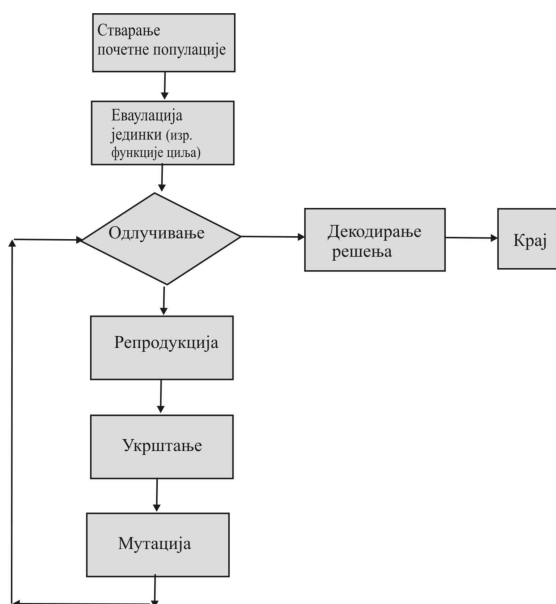 Стварање
почетне популације
Еваулација
јединки (изр.
функције циља)
Одлучивање
Декодирање
решења
Крај
Репродукција
Укрштање
Мутација